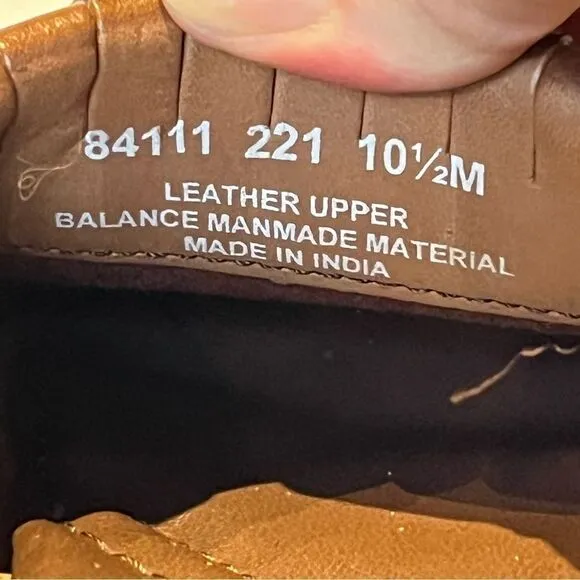 84111 221 10½M
LEATHER UPPER
BALANCE MANMADE MATERIAL
MADE IN INDIA